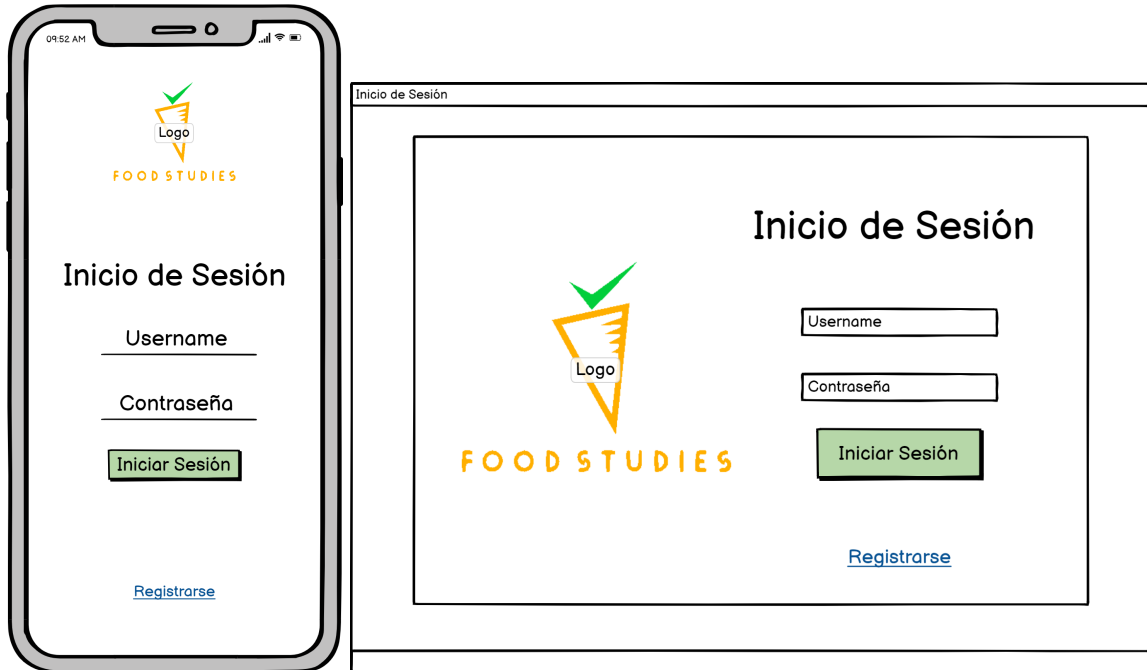 09:52 AM
Logo
FOOD STUDIES
Inicio de Sesión
Username
Contraseña
Iniciar Sesión
Registrarse
Inicio de Sesión
Logo
FOOD STUDIES
Inicio de Sesión
Username
Contraseña
Iniciar Sesión
Registrarse